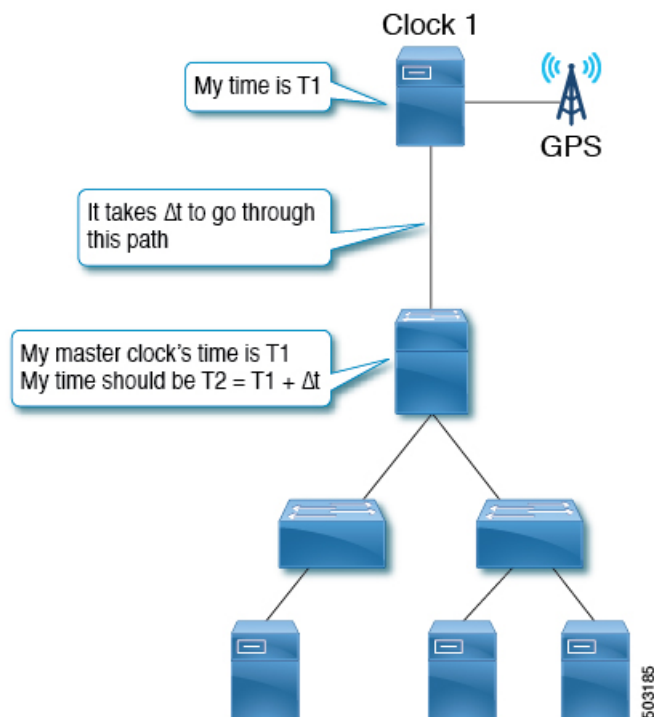 Clock 1
My time is T1
GPS
It takes Δt to go through
this path
My master clock's time is T1
My time should be T2 = T1 + Δt
503185